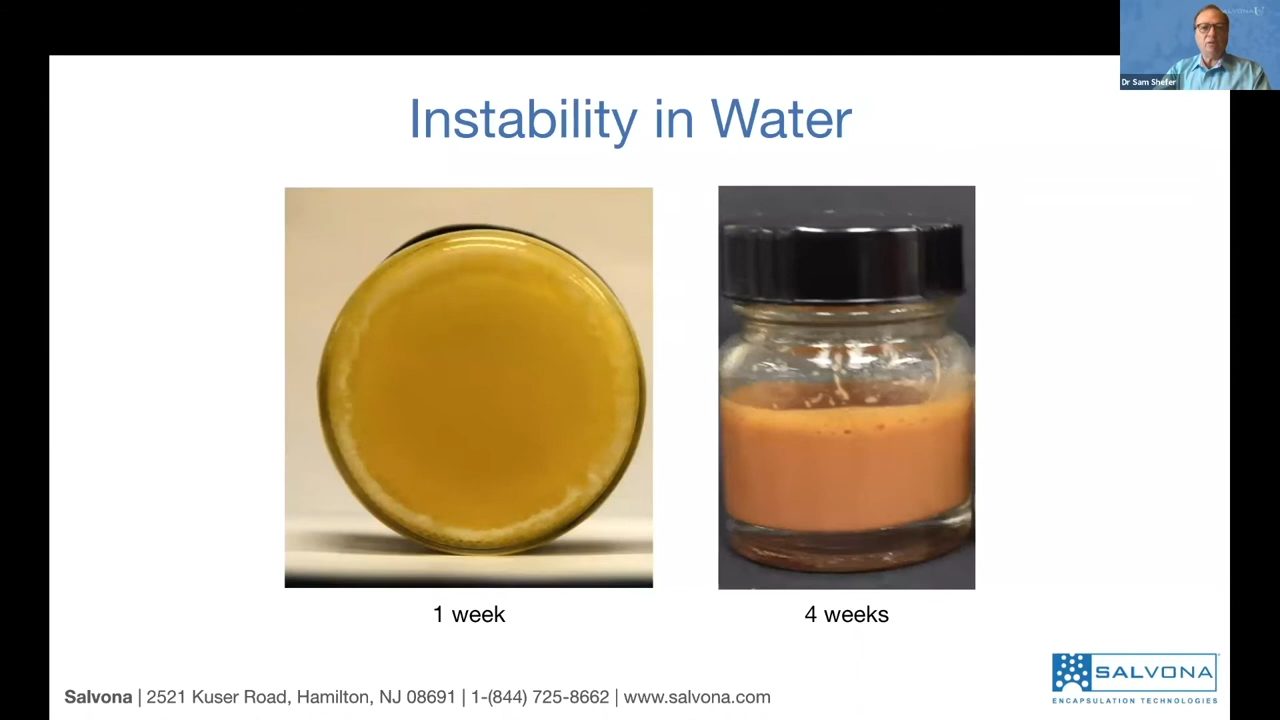 SALVONA
Dr Sam Shefer
Instability in Water
1 week
4 weeks
SALVONA
ENCAPSULATION TECHNOLOGIES
Salvona | 2521 Kuser Road, Hamilton, NJ 08691 | 1-(844) 725-8662 | www.salvona.com